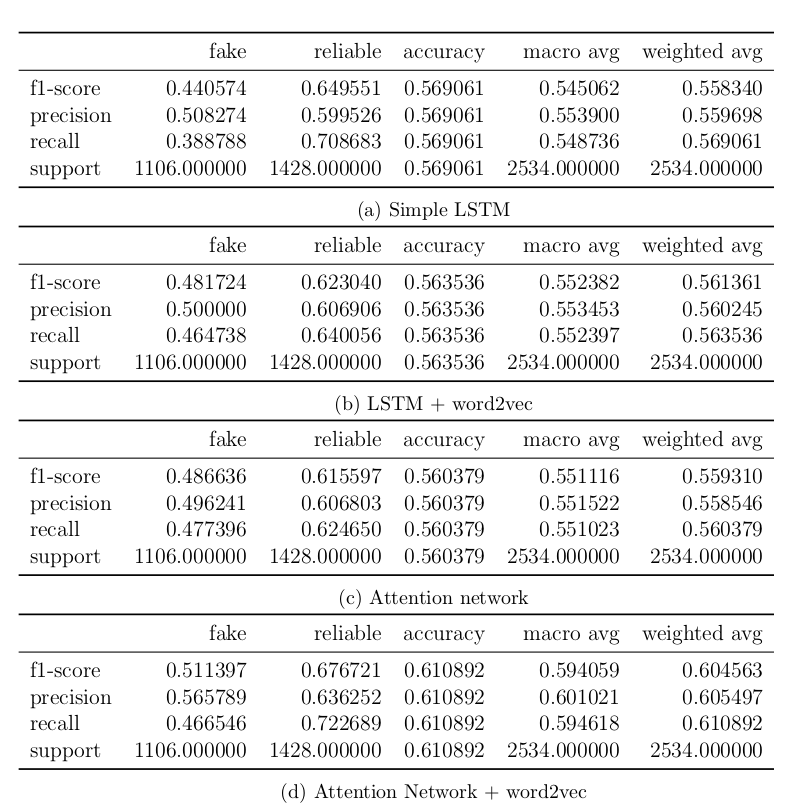 fake reliable accuracy macro avg weighted avg
f1-score 0.440574 0.649551 0.569061 0.545062 0.558340
precision 0.508274 0.599526 0.569061 0.553900 0.559698
recall 0.388788 0.708683 0.569061 0.548736 0.569061
support 1106.000000 1428.000000 0.569061 2534.000000 2534.000000
(a) Simple LSTM
fake reliable accuracy macro avg weighted avg
f1-score 0.481724 0.623040 0.563536 0.552382 0.561361
precision 0.500000 0.606906 0.563536 0.553453 0.560245
recall 0.464738 0.640056 0.563536 0.552397 0.563536
support 1106.000000 1428.000000 0.563536 2534.000000 2534.000000
(b) LSTM + word2vec
fake reliable accuracy macro avg weighted avg
f1-score 0.486636 0.615597 0.560379 0.551116 0.559310
precision 0.496241 0.606803 0.560379 0.551522 0.558546
recall 0.477396 0.624650 0.560379 0.551023 0.560379
support 1106.000000 1428.000000 0.560379 2534.000000 2534.000000
(c) Attention network
fake reliable accuracy macro avg weighted avg
f1-score 0.511397 0.676721 0.610892 0.594059 0.604563
precision 0.565789 0.636252 0.610892 0.601021 0.605497
recall 0.466546 0.722689 0.610892 0.594618 0.610892
support 1106.000000 1428.000000 0.610892 2534.000000 2534.000000
(d) Attention Network + word2vec